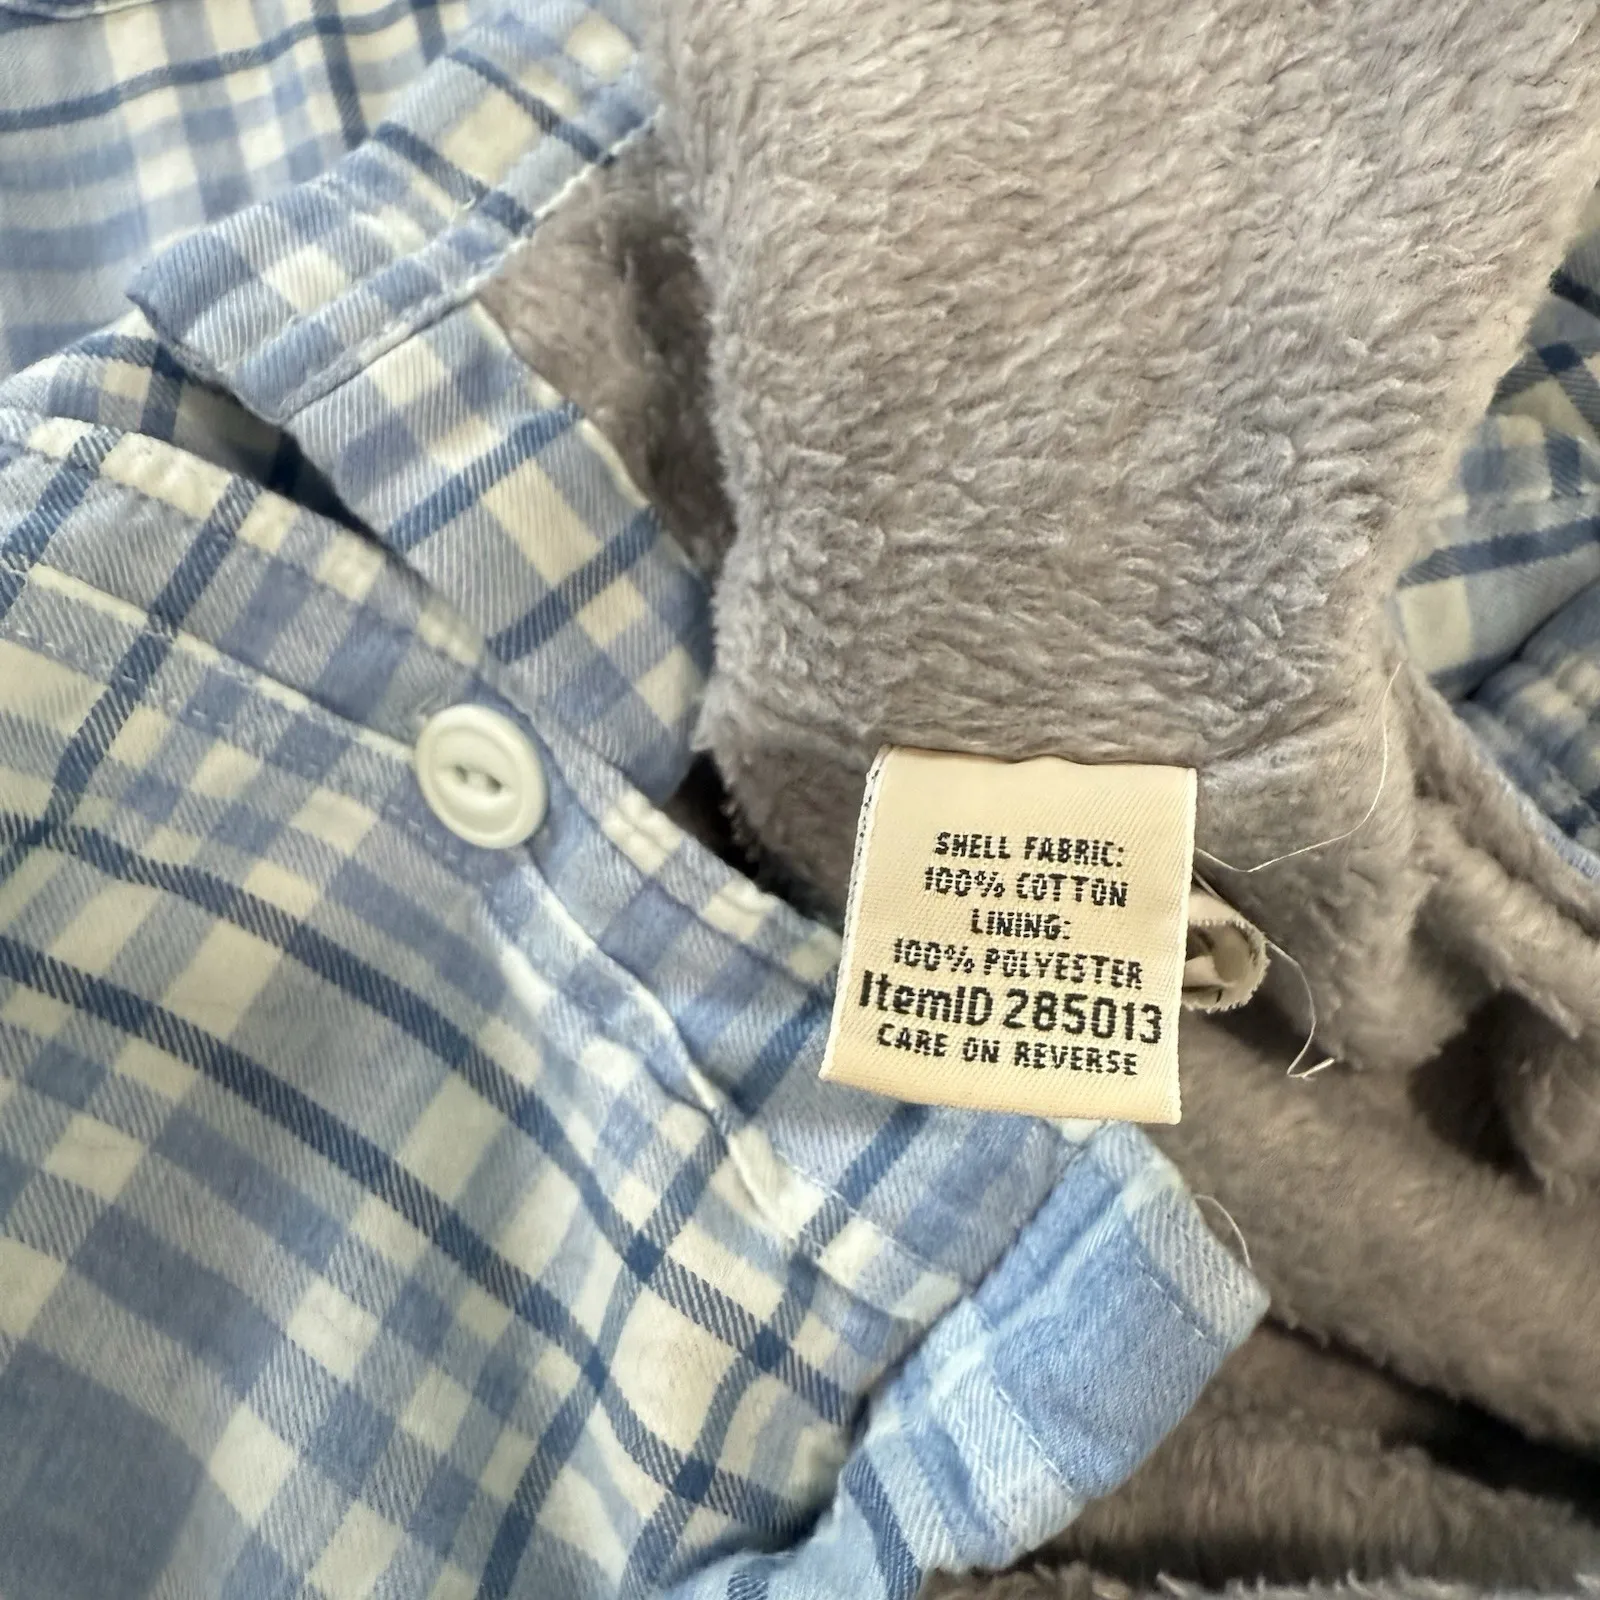 SHELL FABRIC:
100% COTTON
LINING:
100% POLYESTER
ItemID 285013
CARE ON REVERSE